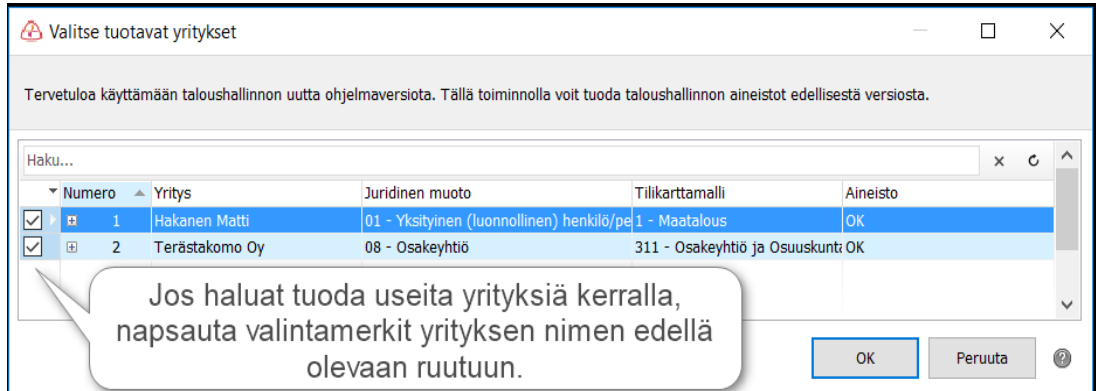 Valitse tuotavat yritykset
Tervetuloa käyttämään taloushallinnon uutta ohjelmaversiota. Tällä toiminnolla voit tuoda taloushallinnon aineistot edellisestä versiosta.
Haku...
Numero Yritys Juridinen muoto Tilikarttamalli Aineisto
1 Hakanen Matti 01 - Yksityinen (luonnollinen) henkilö/pe 1 - Maatalous OK
2 Terästakomo Oy 08 - Osakeyhtiö 311 - Osakeyhtiö ja Osuuskunta OK
Jos haluat tuoda useita yrityksiä kerralla,
napsauta valintamerkit yrityksen nimen edellä
olevaan ruutuun.
OK Peruuta